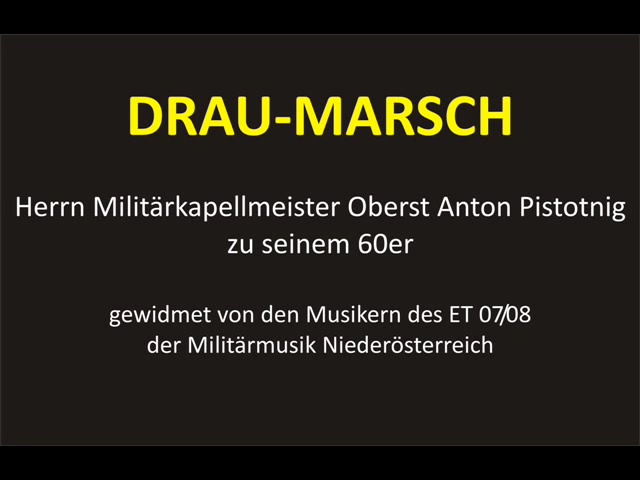 DRAU-MARSCH
Herrn Militärkapellmeister Oberst Anton Pistotnig
zu seinem 60er
gewidmet von den Musikern des ET 07/08
der Militärmusik Niederösterreich